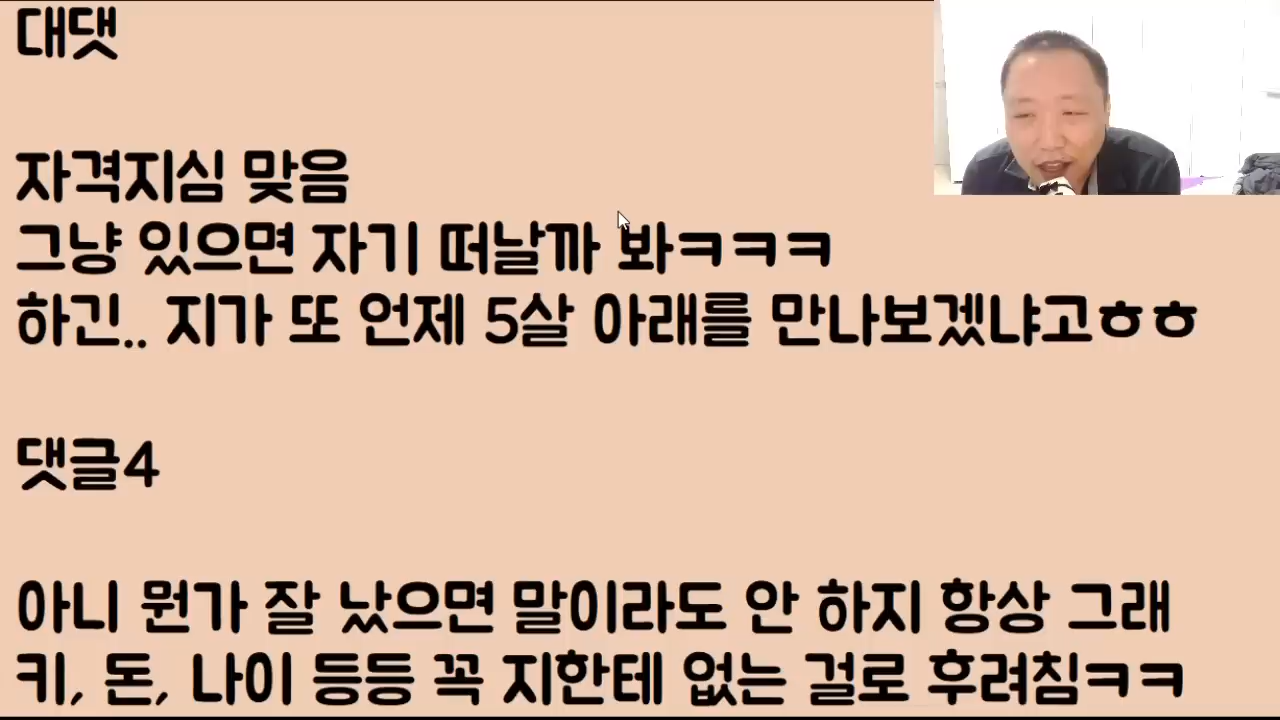 대댓
자격지심 맞음
그냥 있으면 자기 떠날까 봐ㅋㅋㅋ
하긴.. 지가 또 언제 5살 아래를 만나보겠냐고ㅎㅎ
댓글4
아니 뭔가 잘 났으면 말이라도 안 하지 항상 그래
키, 돈, 나이 등등 꼭 지한테 없는 걸로 후려침ㅋㅋ